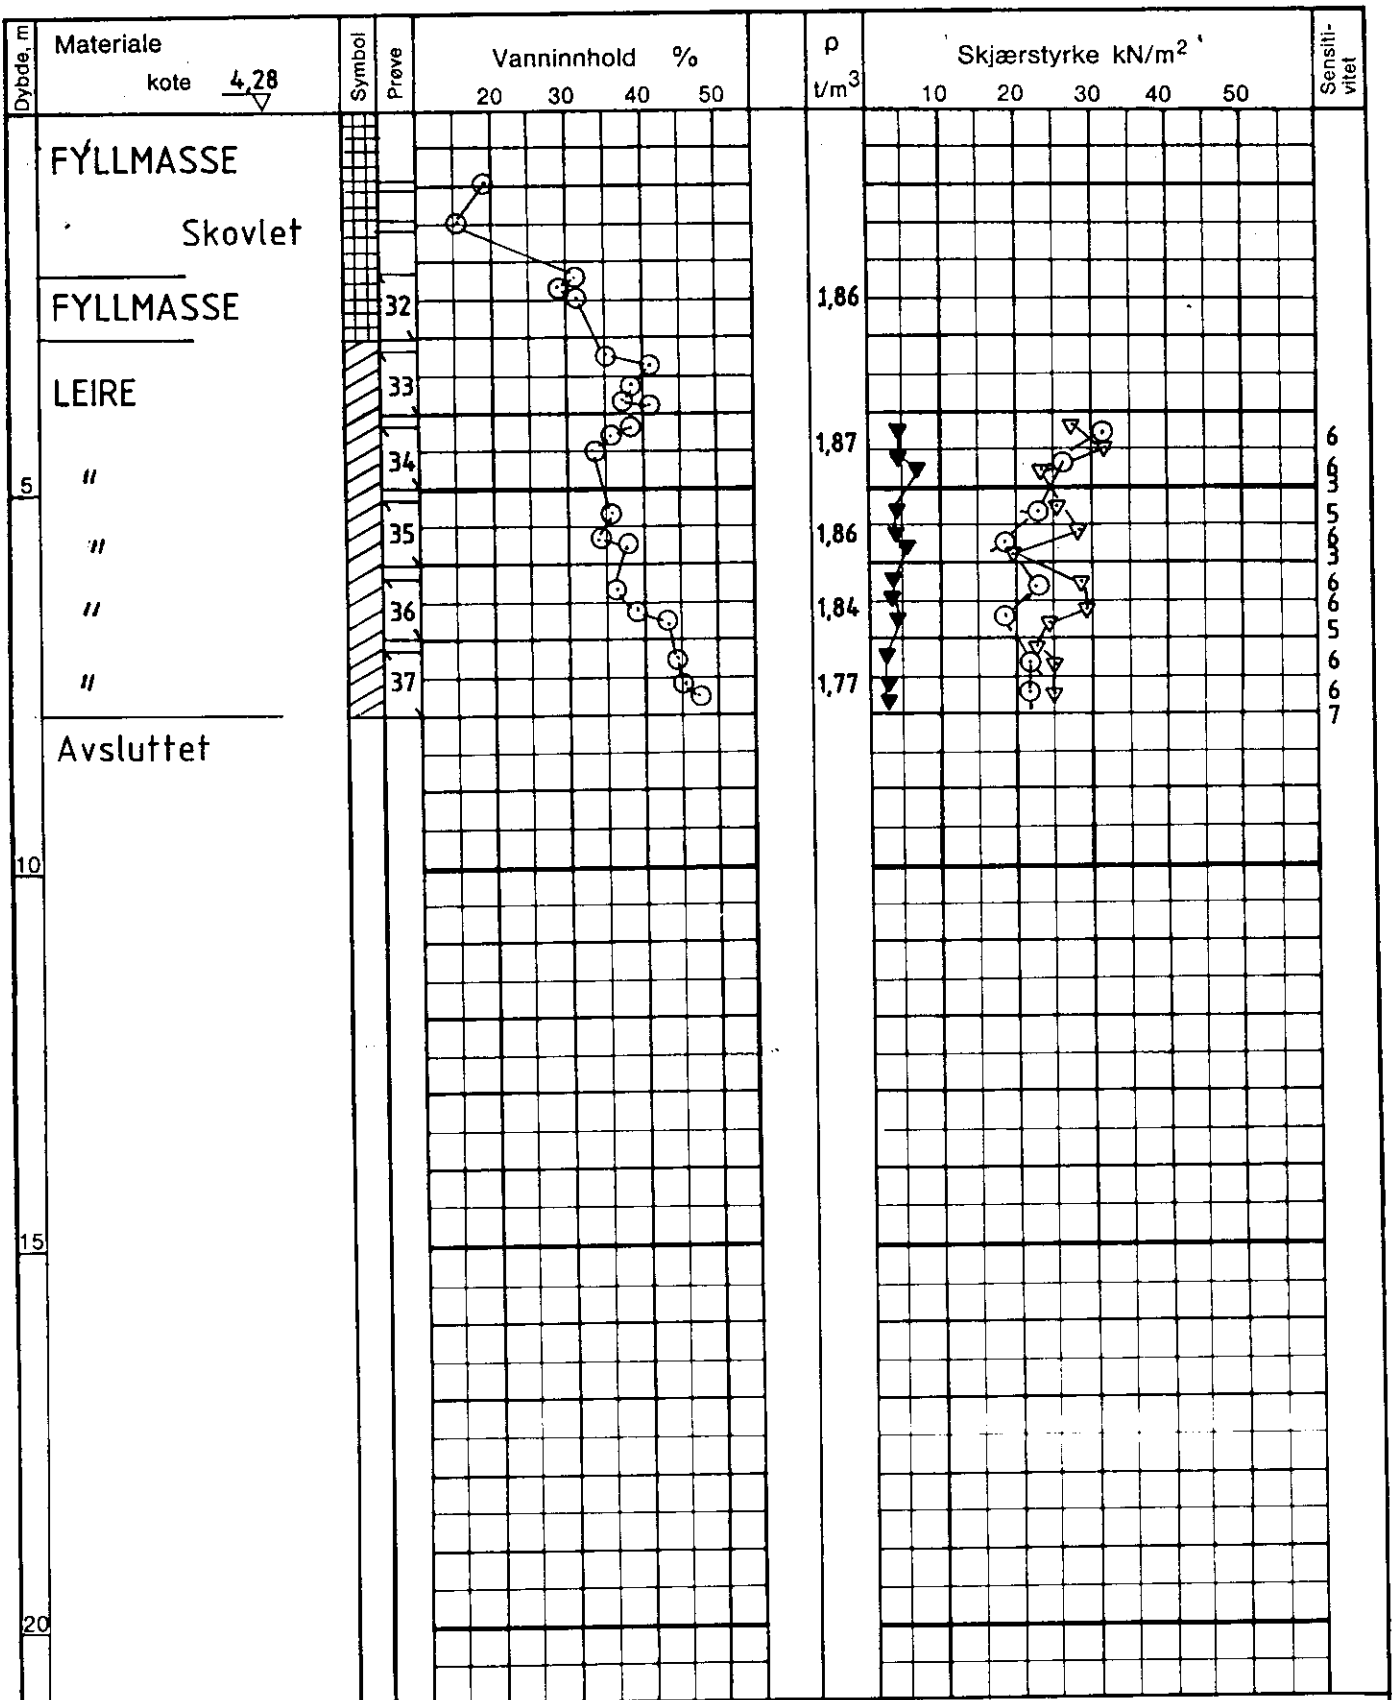 Dybde, m
Materiale
kote 4,28
Symbol
Prøve
Vanninnhold %
20 30 40 50
ρ
t/m³
Skjærstyrke kN/m²
10 20 30 40 50
Sensiti-
vitet
FYLLMASSE
Skovlet
FYLLMASSE
32
1,86
LEIRE
33
34
1,87
6
6
3
5
"
35
1,86
5
6
3
"
36
1,84
6
6
5
"
37
1,77
6
6
7
"
Avsluttet
10
15
20